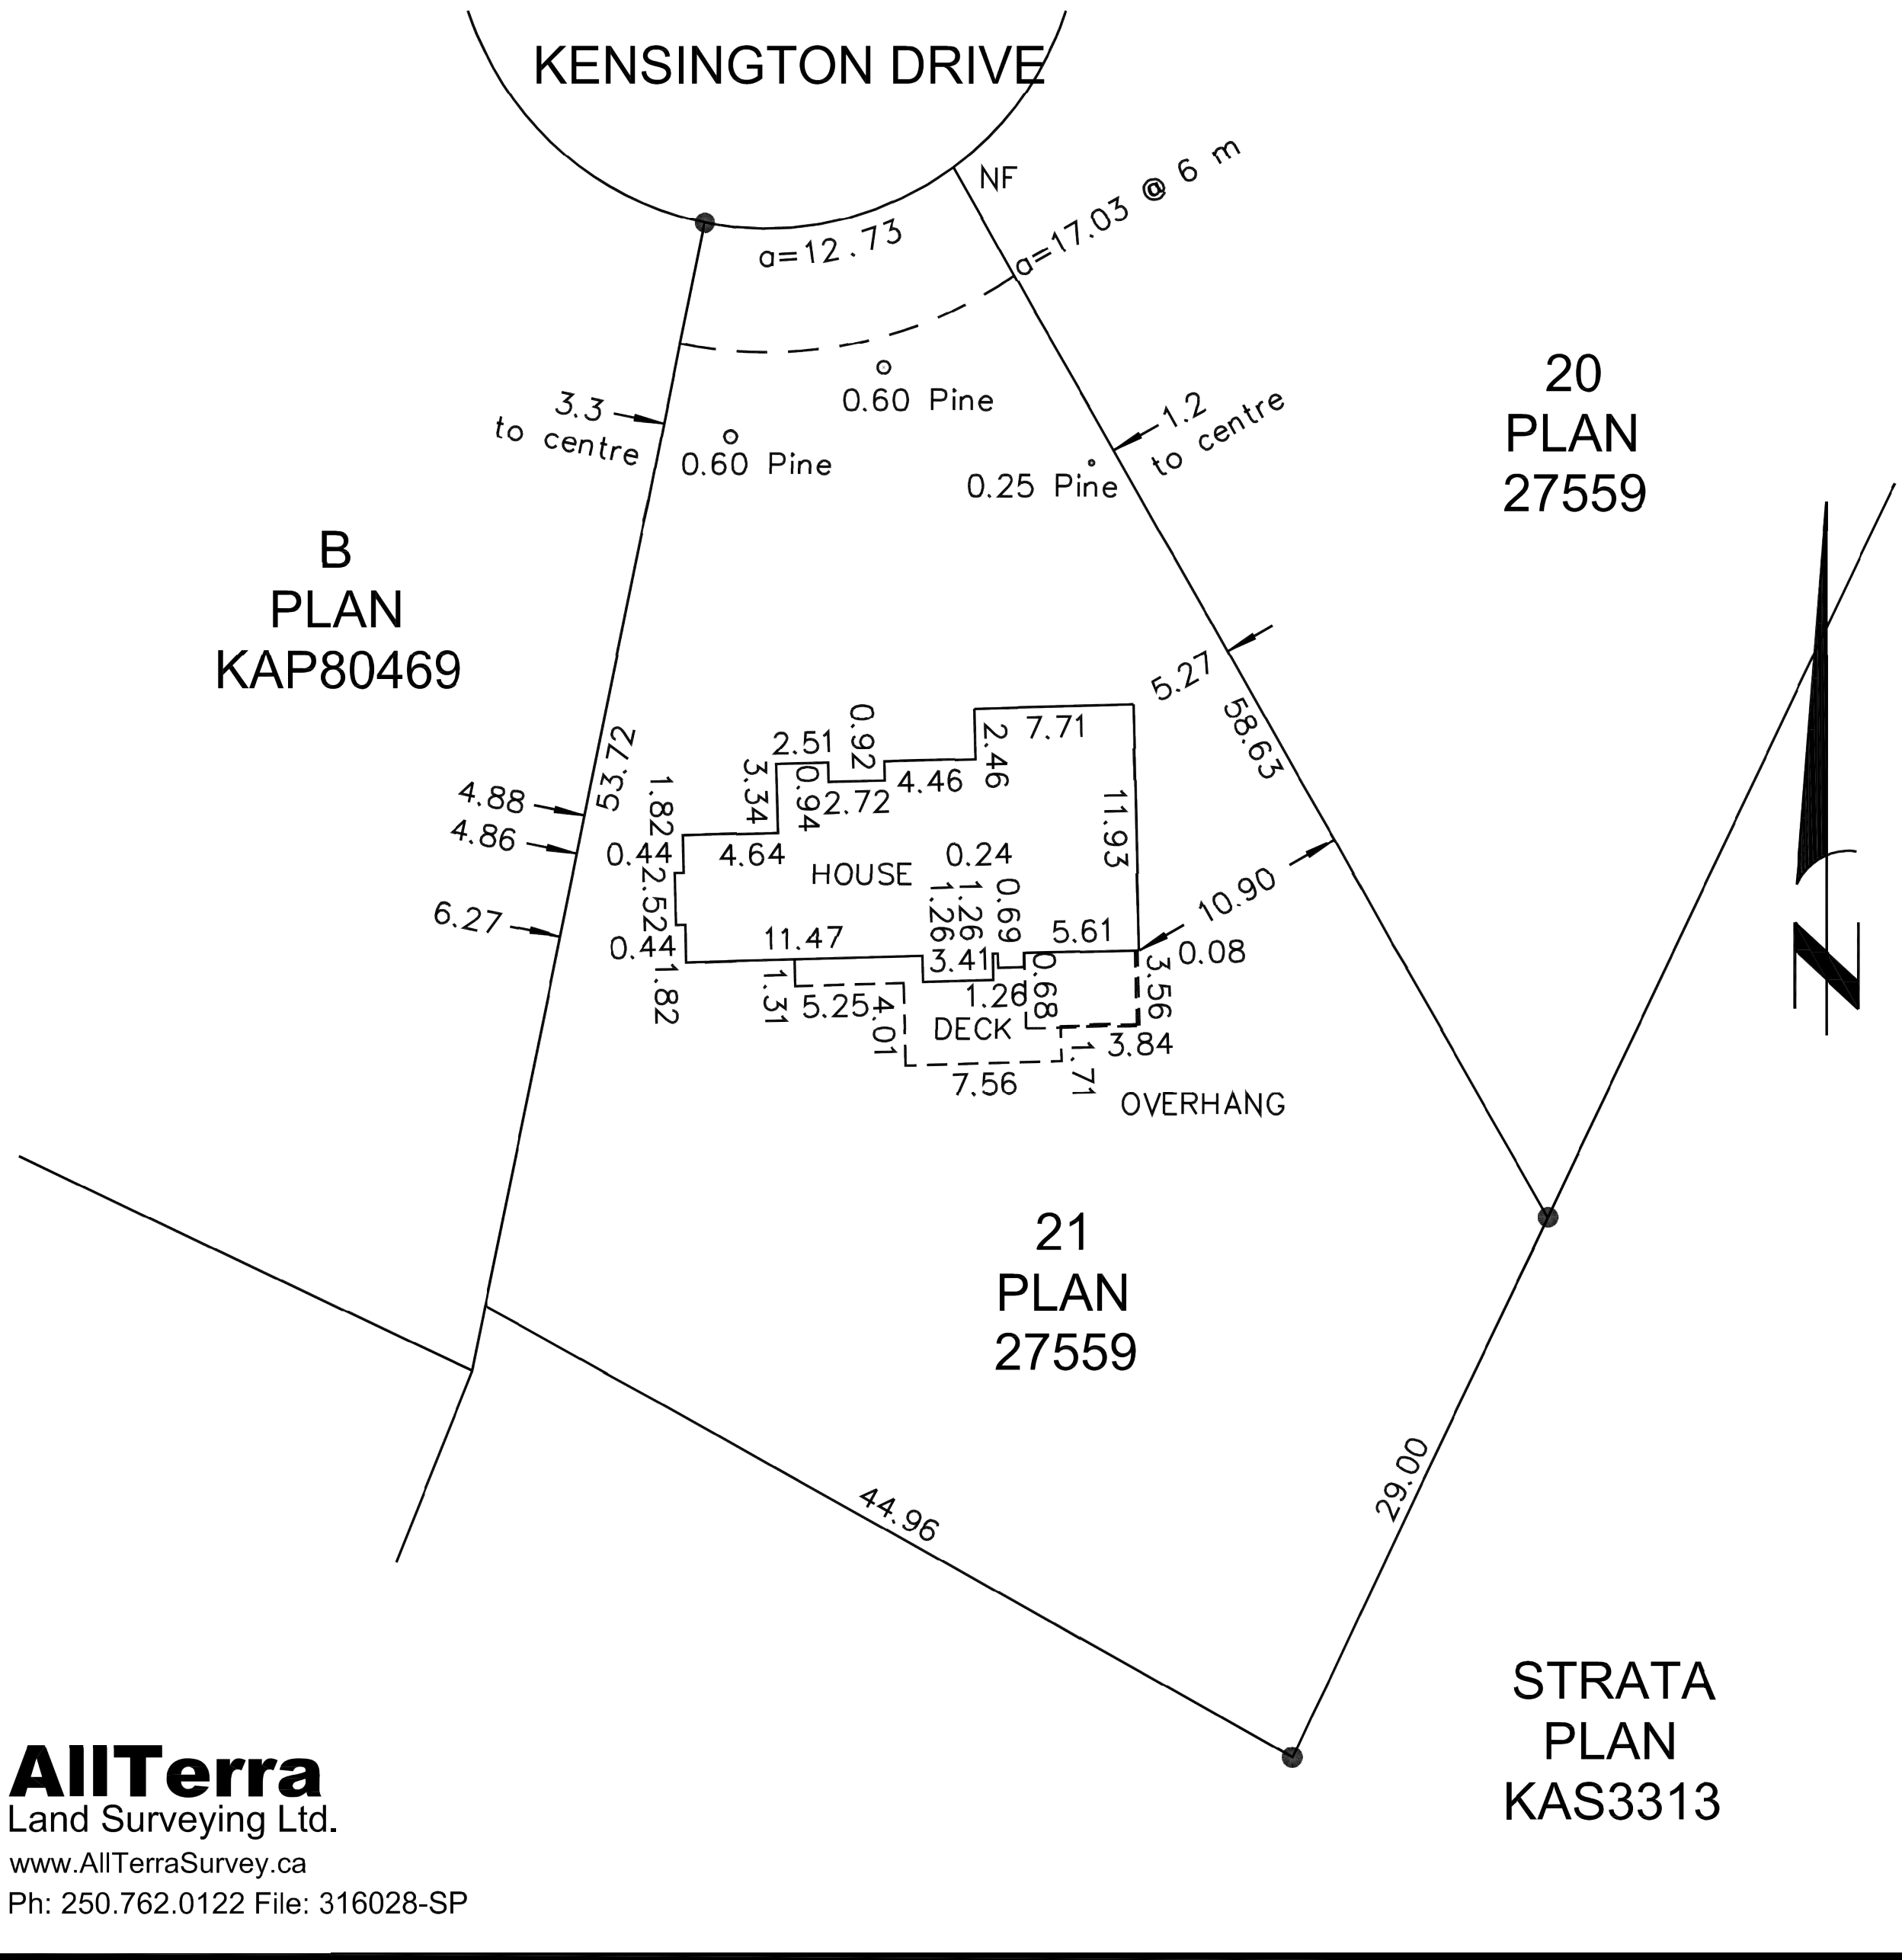 KENSINGTON DRIVE
NF
a=12.73
a=17.03 @ 6 m
0.60 Pine
3.3
to centre
0.60 Pine
1.2
to centre
0.25 Pine
20
PLAN
27559
B
PLAN
KAP80469
5.27
58.63
53.72
4.88
4.86
6.27
7.71
2.46
0.92
2.51
4.46
3.34
0.94
2.72
1.82
0.44
4.64
HOUSE
0.24
11.93
2.52
1.26
1.26
0.69
10.90
0.44
11.47
3.41
5.61
0.08
1.82
1.31
5.25
4.01
1.26
0.68
3.56
DECK
3.84
7.56
1.71
OVERHANG
N
21
PLAN
27559
44.96
29.00
STRATA
PLAN
KAS3313
AllTerra
Land Surveying Ltd.
www.AllTerraSurvey.ca
Ph: 250.762.0122 File: 316028-SP